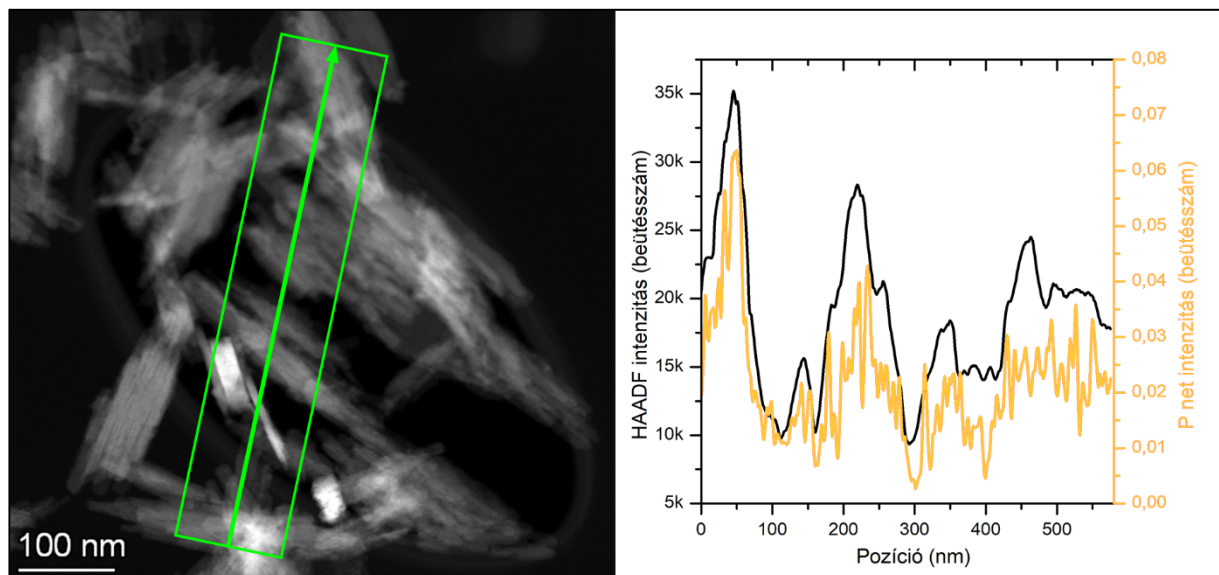 100 nm
HAADF intenzitás (beütésszám)
35k
30k
25k
20k
15k
10k
5k
0 100 200 300 400 500
Pozíció (nm)
0,08
0,07
0,06
0,05
0,04
0,03
0,02
0,01
0,00
P net intenzitás (beütésszám)